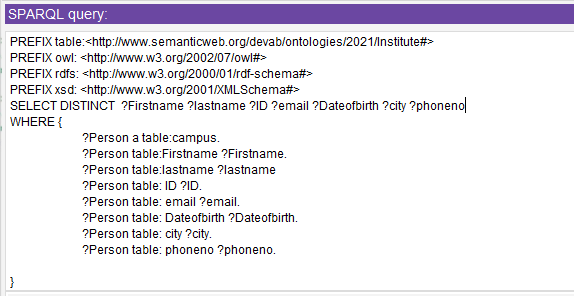 SPARQL query:
PREFIX table:<http://www.semanticweb.org/devab/ontologies/2021/Institute#>
PREFIX owl: <http://www.w3.org/2002/07/owl#>
PREFIX rdfs: <http://www.w3.org/2000/01/rdf-schema#>
PREFIX xsd: <http://www.w3.org/2001/XMLSchema#>
SELECT DISTINCT  ?Firstname ?lastname ?ID ?email ?Dateofbirth ?city ?phoneno
WHERE {
?Person a table:campus.
?Person table:Firstname ?Firstname.
?Person table:lastname ?lastname
?Person table: ID ?ID.
?Person table: email ?email.
?Person table: Dateofbirth ?Dateofbirth.
?Person table: city ?city.
?Person table: phoneno ?phoneno.
}